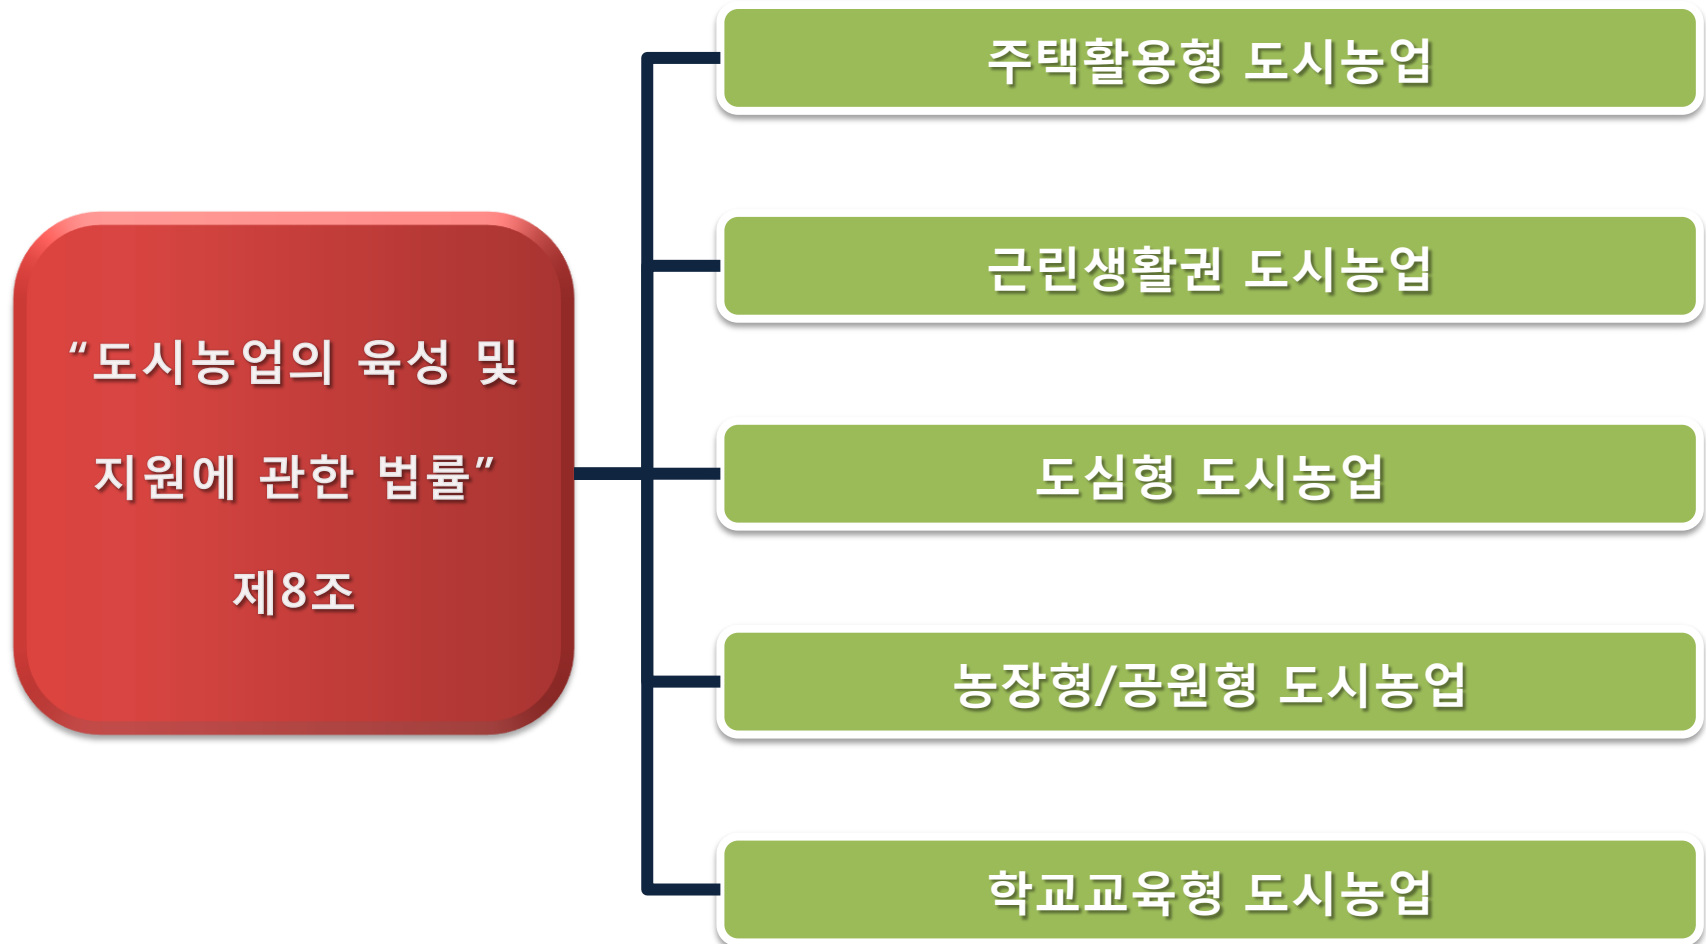 “도시농업의 육성 및
지원에 관한 법률”
제8조
주택활용형 도시농업
근린생활권 도시농업
도심형 도시농업
농장형/공원형 도시농업
학교교육형 도시농업